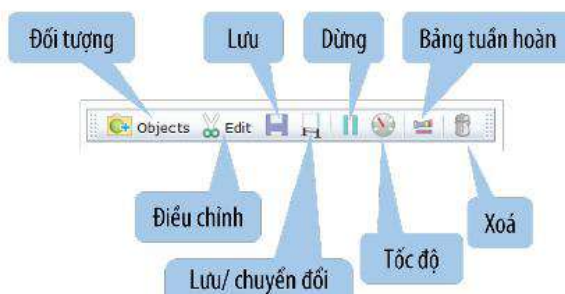 Đối tượng
Lưu
Dừng
Bảng tuần hoàn
Objects
Edit
Điều chỉnh
Lưu/ chuyển đổi
Tốc độ
Xoá